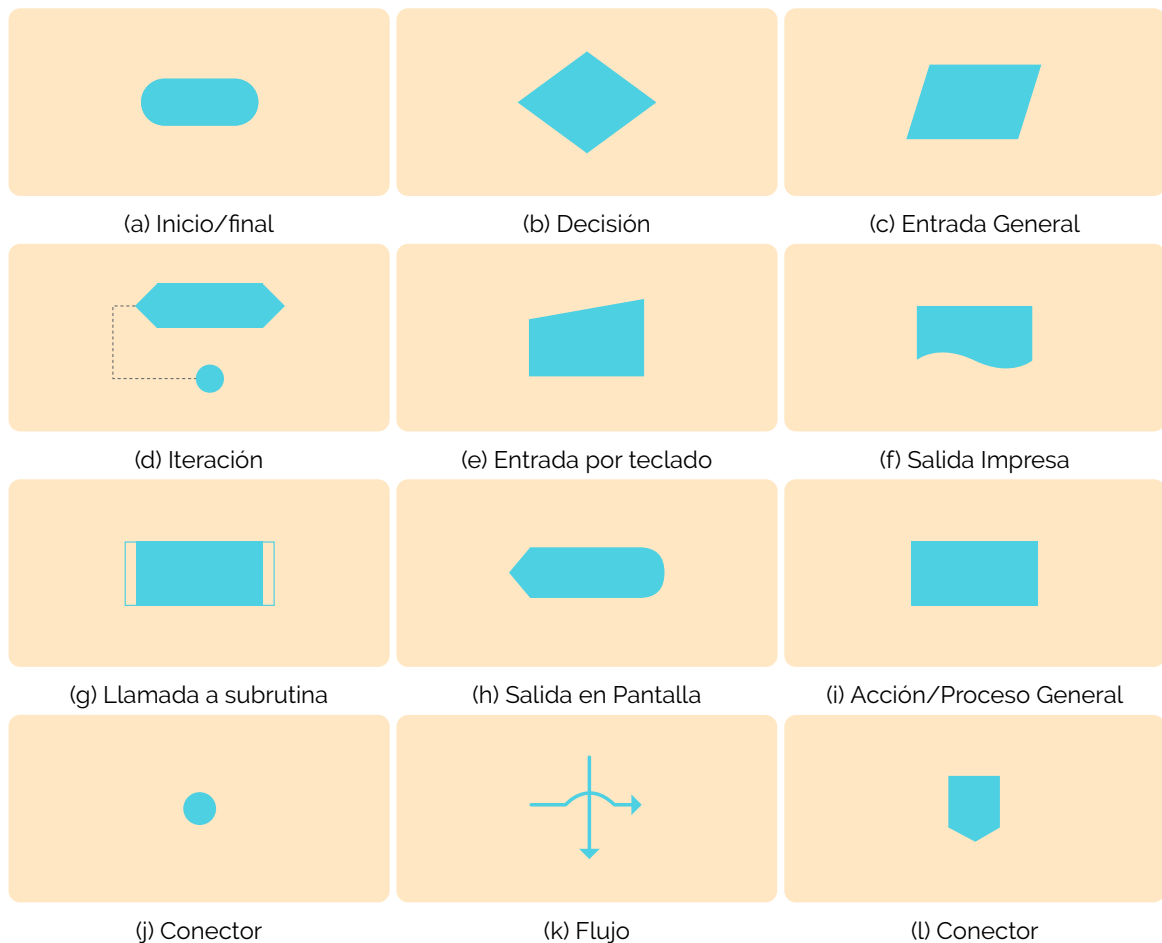 (a) Inicio/final
(b) Decisión
(c) Entrada General
(d) Iteración
(e) Entrada por teclado
(f) Salida Impresa
(g) Llamada a subrutina
(h) Salida en Pantalla
(i) Acción/Proceso General
(j) Conector
(k) Flujo
(l) Conector